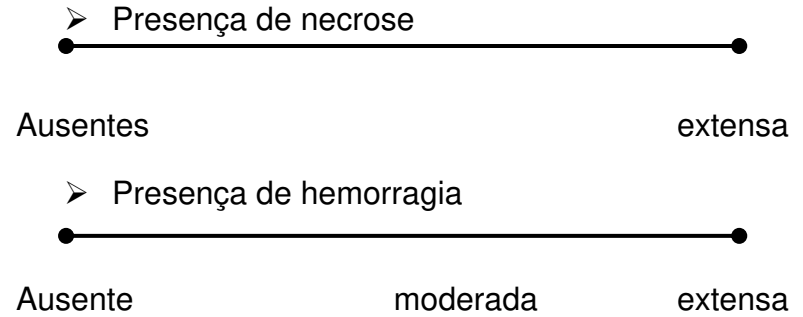 ➢ Presença de necrose
Ausentes extensa
➢ Presença de hemorragia
Ausente moderada extensa